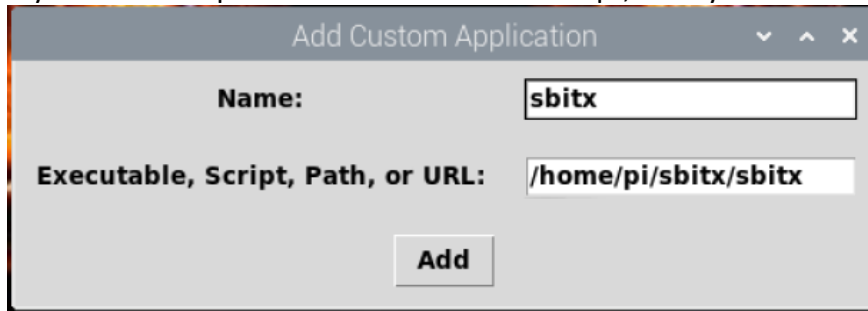 Add Custom Application
Name: sbitx
Executable, Script, Path, or URL: /home/pi/sbitx/sbitx
Add